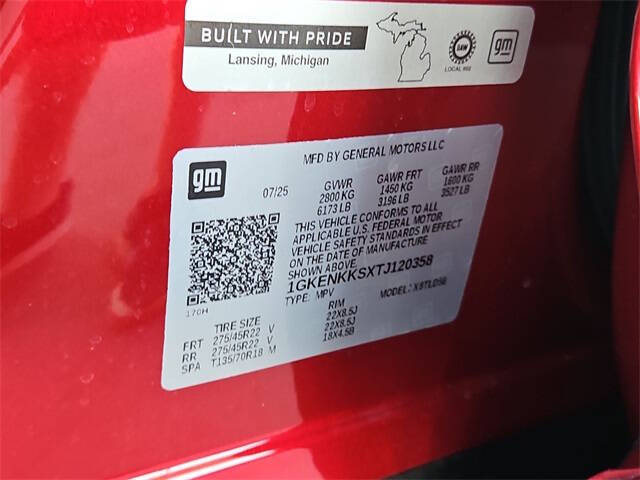 BUILT WITH PRIDE
Lansing, Michigan
UAW
LOCAL 602
gm
gm
MFD BY GENERAL MOTORS LLC
07/25
GVWR GAWR FRT GAWR RR
2800 KG 1450 KG 1600 KG
6173 LB 3196 LB 3527 LB
THIS VEHICLE CONFORMS TO ALL
APPLICABLE U.S. FEDERAL MOTOR
VEHICLE SAFETY STANDARDS IN EFFECT
ON THE DATE OF MANUFACTURE
SHOWN ABOVE.
1GKENKKSXTJ120358
TYPE: MPV MODEL:
170H
TIRE SIZE RIM
FRT 275/45R22 V 22X8.5J
RR 275/45R22 V 22X8.5J
SPA T135/70R18 M 18X4.5B